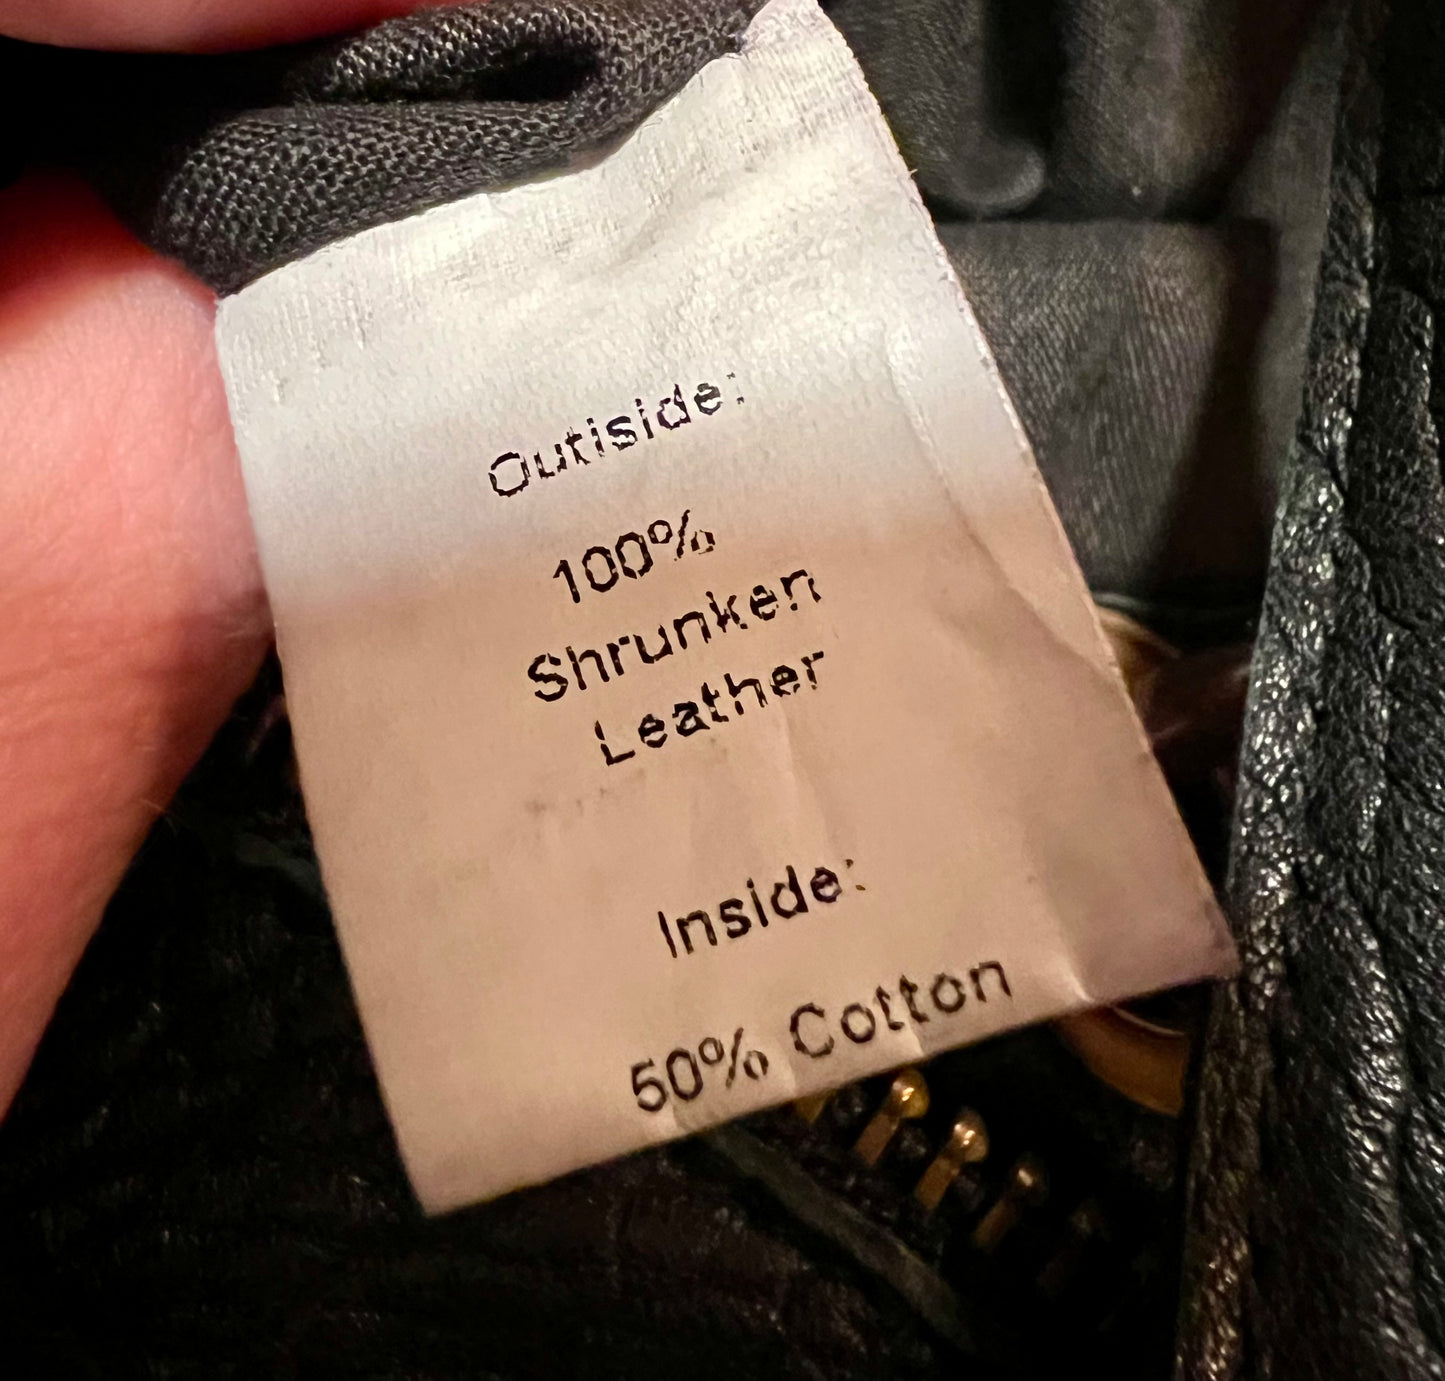 Outiside:
100%
Shrunken
Leather
Inside:
50% Cotton